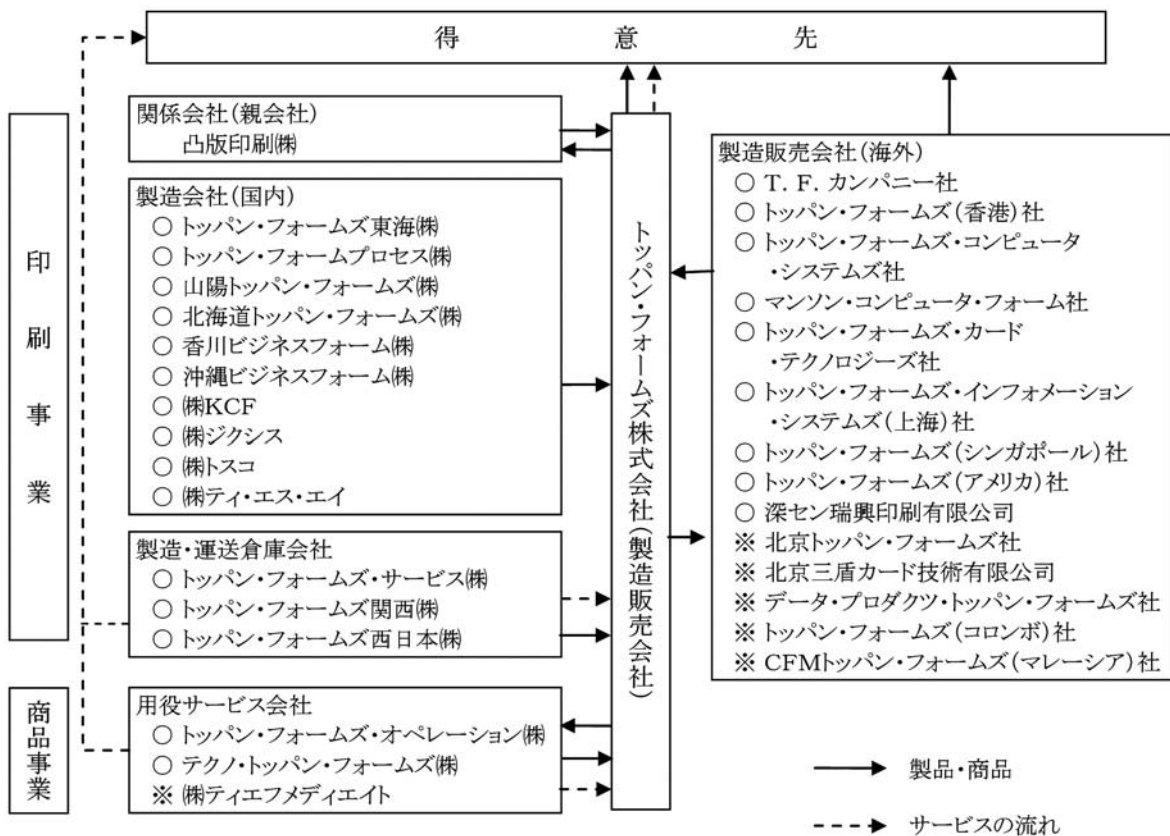 得意先
印刷事業
商品事業
関係会社(親会社)
凸版印刷㈱
製造会社(国内)
○ トッパン・フォームズ東海㈱
○ トッパン・フォームプロセス㈱
○ 山陽トッパン・フォームズ㈱
○ 北海道トッパン・フォームズ㈱
○ 香川ビジネスフォーム㈱
○ 沖縄ビジネスフォーム㈱
○ ㈱KCF
○ ㈱ジクシス
○ ㈱トスコ
○ ㈱ティ・エス・エイ
製造・運送倉庫会社
○ トッパン・フォームズ・サービス㈱
○ トッパン・フォームズ関西㈱
○ トッパン・フォームズ西日本㈱
用役サービス会社
○ トッパン・フォームズ・オペレーション㈱
○ テクノ・トッパン・フォームズ㈱
※ ㈱ティエフメディエイト
トッパン・フォームズ株式会社(製造販売会社)
製造販売会社(海外)
○ T. F. カンパニー社
○ トッパン・フォームズ(香港)社
○ トッパン・フォームズ・コンピュータ
・システムズ社
○ マンソン・コンピュータ・フォーム社
○ トッパン・フォームズ・カード
・テクノロジーズ社
○ トッパン・フォームズ・インフォメーション
・システムズ(上海)社
○ トッパン・フォームズ(シンガポール)社
○ トッパン・フォームズ(アメリカ)社
○ 深セン瑞興印刷有限公司
※ 北京トッパン・フォームズ社
※ 北京三盾カード技術有限公司
※ データ・プロダクツ・トッパン・フォームズ社
※ トッパン・フォームズ(コロンボ)社
※ CFMトッパン・フォームズ(マレーシア)社
製品・商品
サービスの流れ